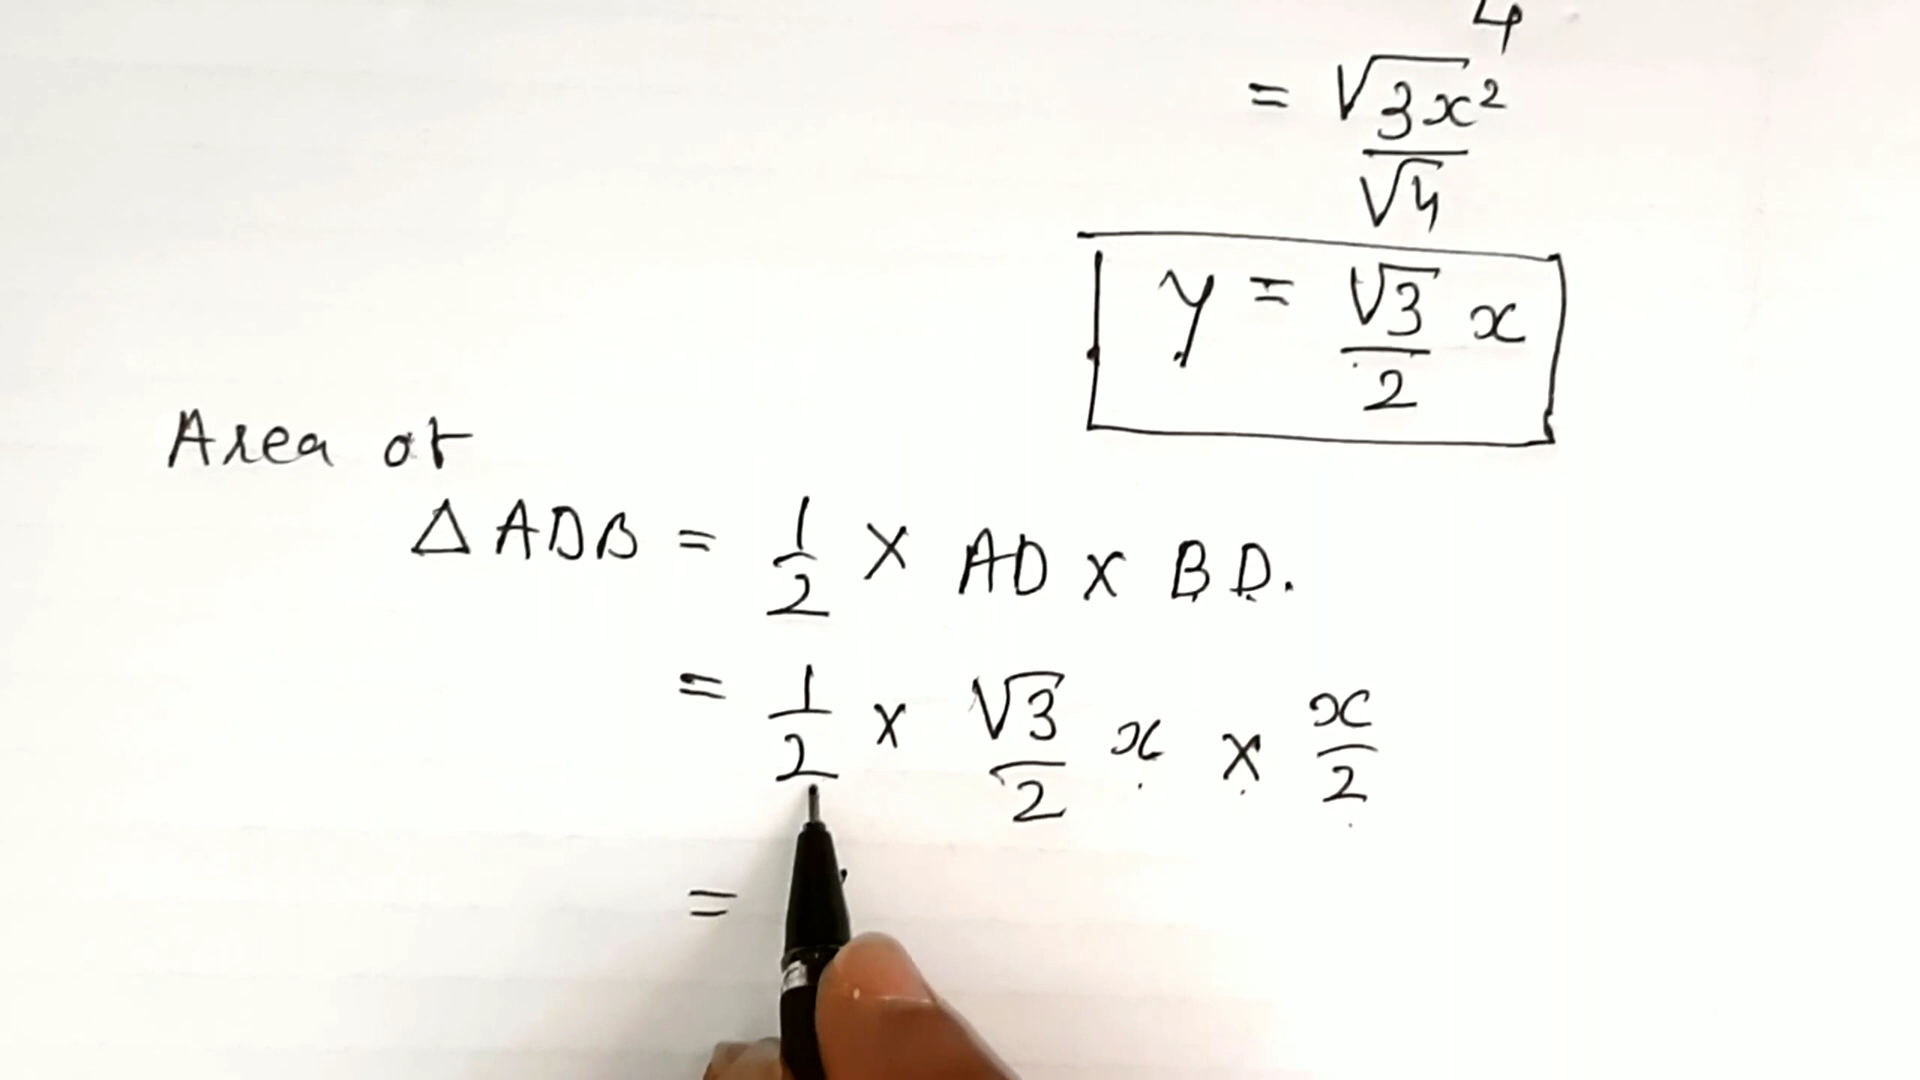 4
= √3x²
√4
y = √3/2 x
Area of
△ ADB = 1/2 × AD × BD.
= 1/2 × √3/2 x × x/2
=